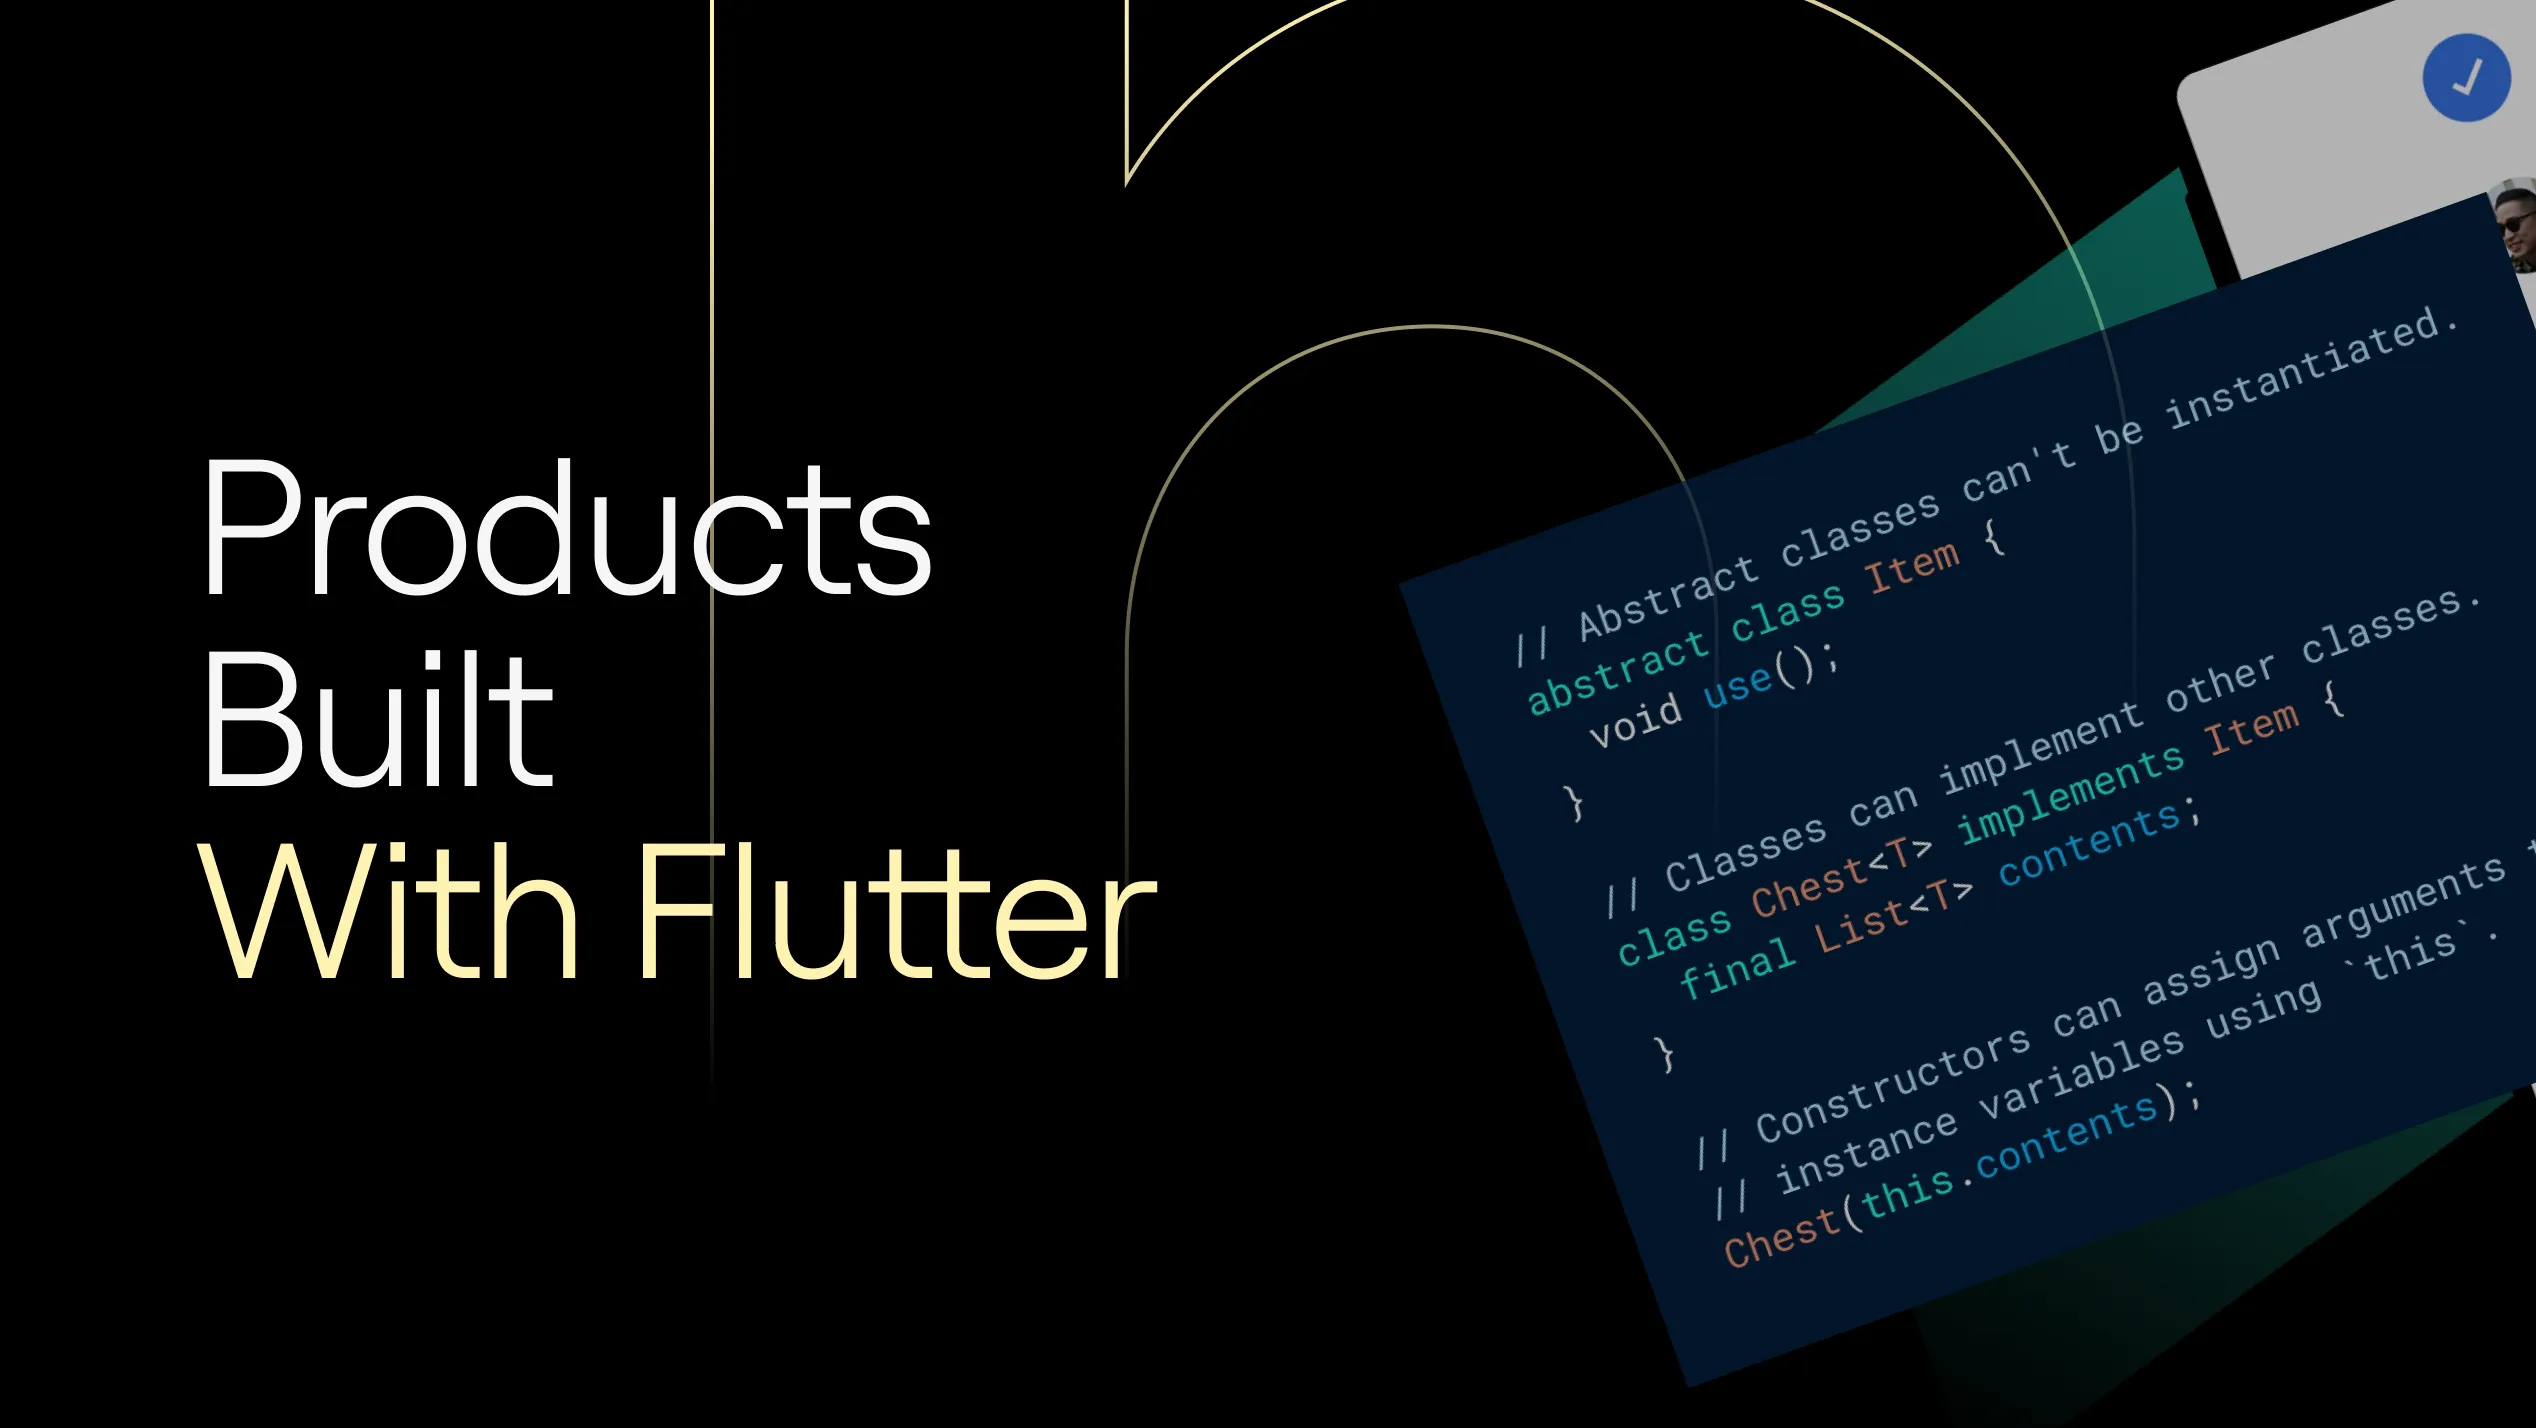 Products
Built
With Flutter
// Abstract classes can't be instantiated.
abstract class Item {
void use();
}
// Classes can implement other classes.
class Chest<T> implements Item {
final List<T> contents;
}
// Constructors can assign arguments
// instance variables using `this`.
Chest(this.contents);